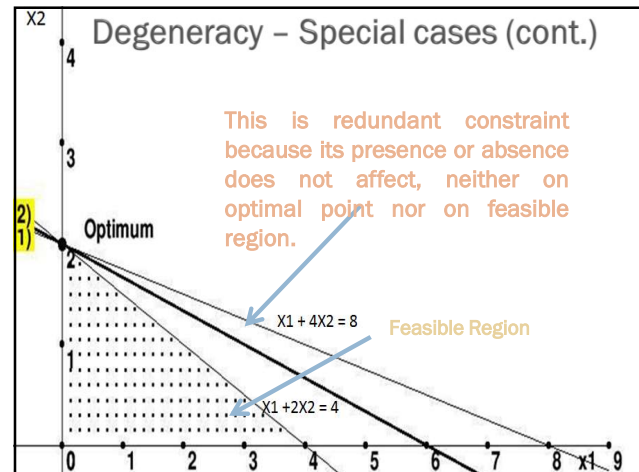 X2
Degeneracy – Special cases (cont.)
4
This is redundant constraint
because its presence or absence
does not affect, neither on
optimal point nor on feasible
region.
3
2)
1)
Optimum
2
X1 + 4X2 = 8
Feasible Region
1
X1 +2X2 = 4
0 1 2 3 4 5 6 7 8 x1 9